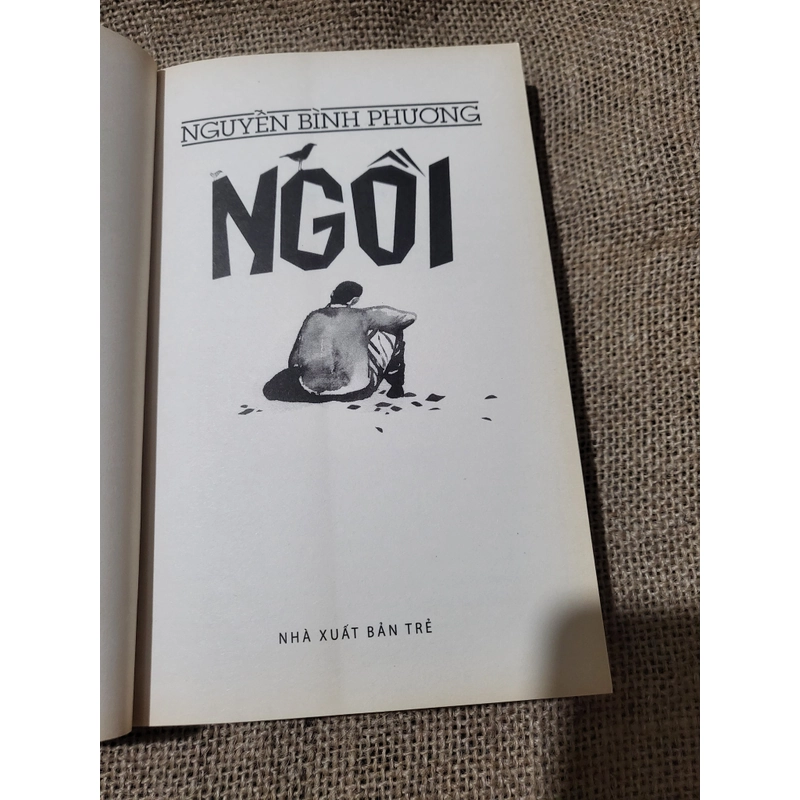 NGUYỄN BÌNH PHƯƠNG
NGỒI
NHÀ XUẤT BẢN TRẺ